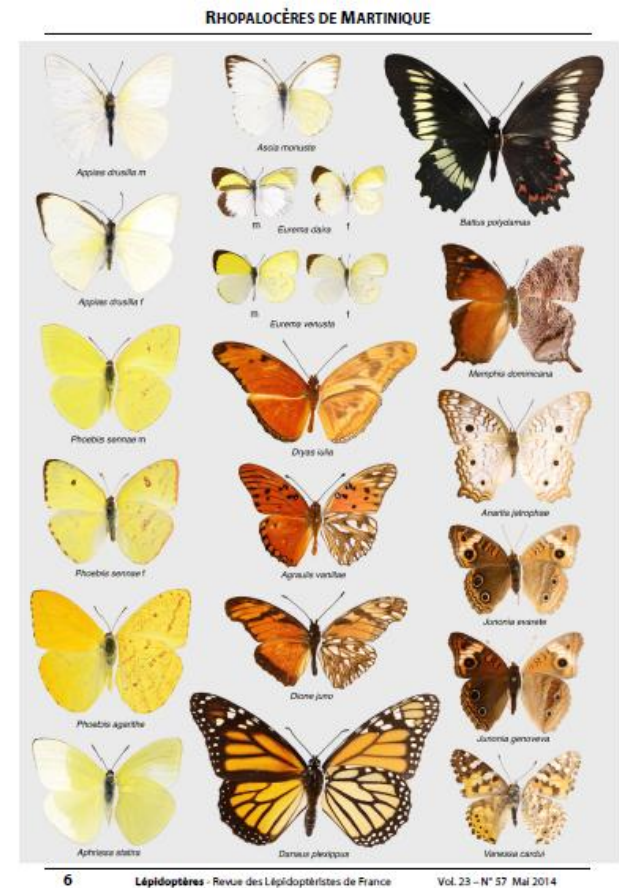 RHOPALOCÈRES DE MARTINIQUE
Appias drusilla m
Appias drusilla f
Phoebis sennae m
Phoebis sennae f
Phoebis agarithe
Aphrissa statira
Ascia monuste
m Eurema daira f
m f
Eurema venusta
Dryas iulia
Agraulis vanillae
Dione juno
Danaus plexippus
Battus polydamas
Memphis dominicana
Anartia jatrophae
Junonia evarete
Junonia genoveva
Vanessa cardui
6 Lépidoptères - Revue des Lépidoptéristes de France Vol. 23 – N° 57 Mai 2014